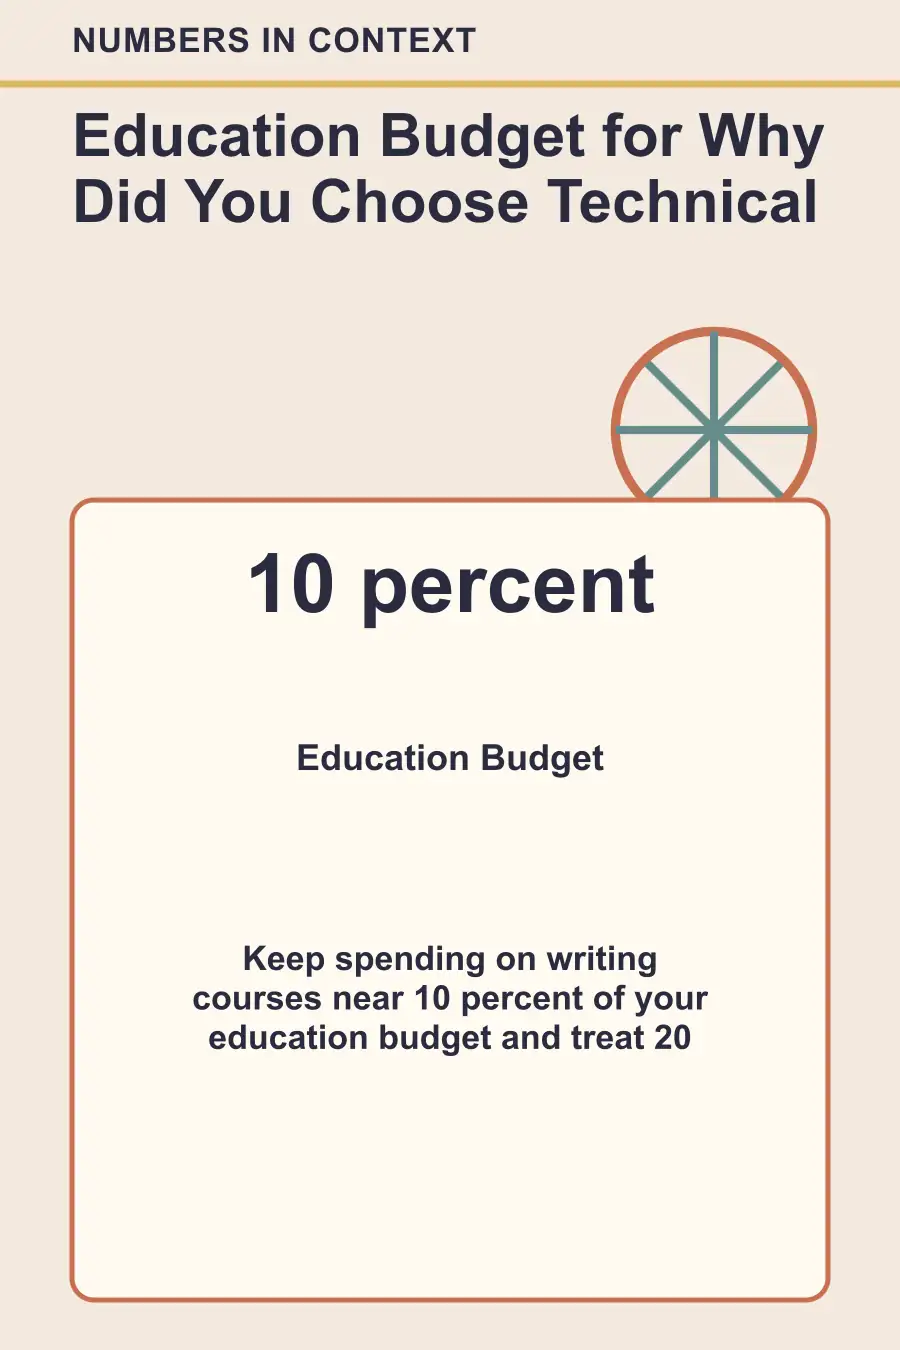 NUMBERS IN CONTEXT
Education Budget for Why
Did You Choose Technical
10 percent
Education Budget
Keep spending on writing
courses near 10 percent of your
education budget and treat 20